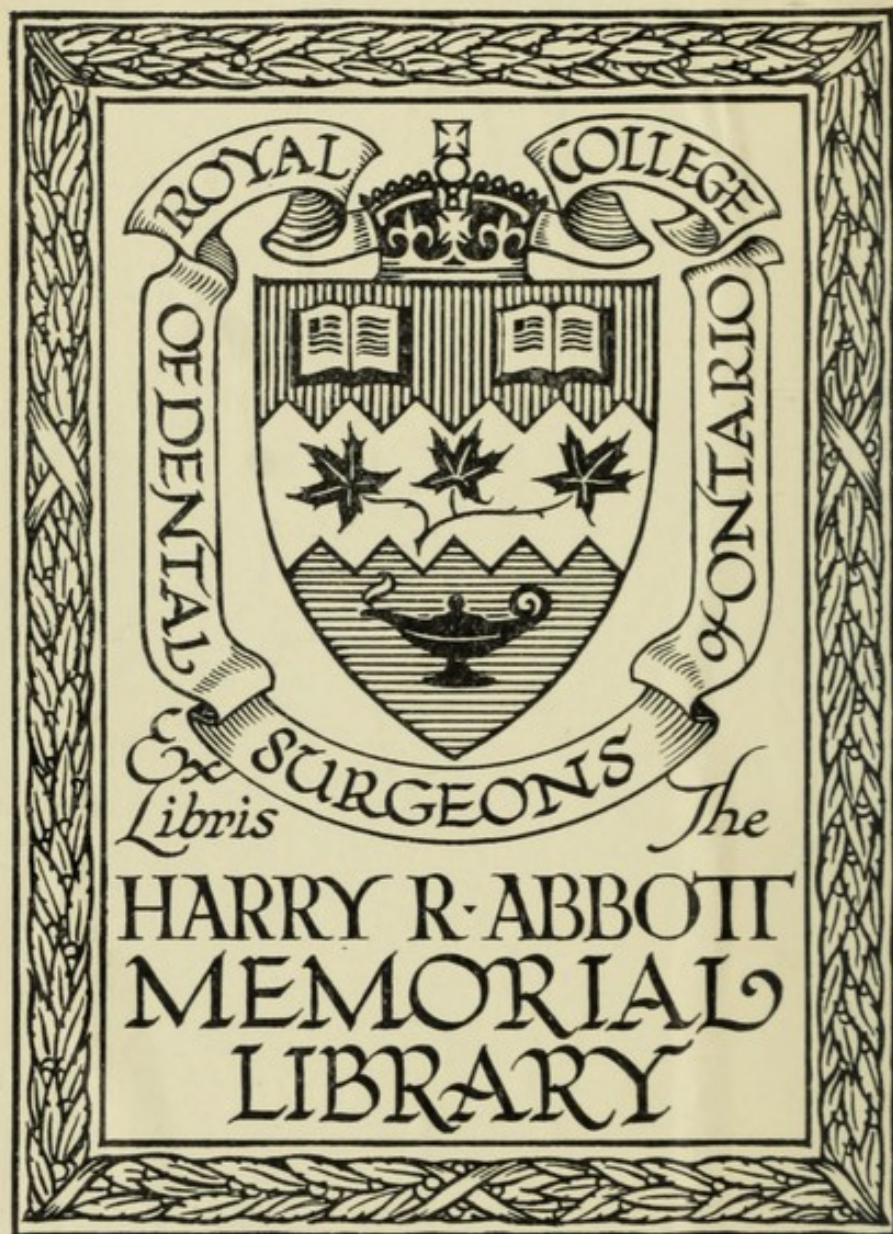 ROYAL COLLEGE
OF DENTAL
SURGEONS
of ONTARIO
Ex
Libris The
HARRY R. ABBOTT
MEMORIAL
LIBRARY